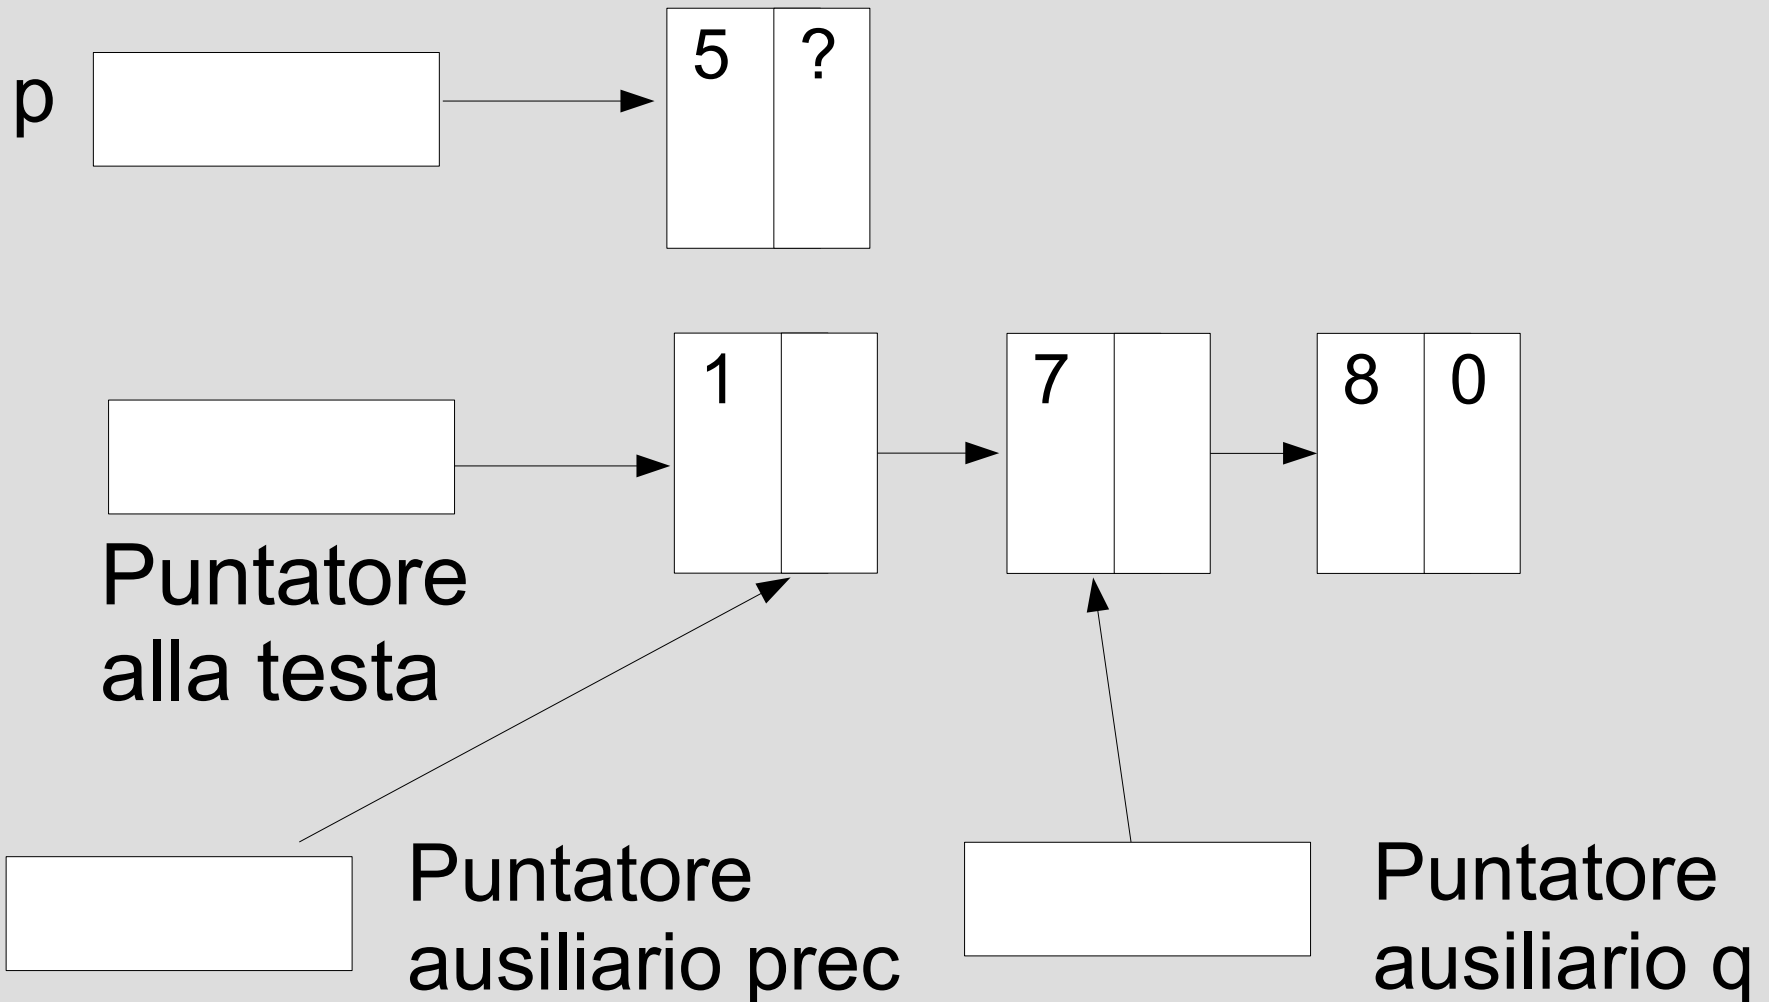 p
5 ?
1
7
8 0
Puntatore
alla testa
Puntatore
ausiliario prec
Puntatore
ausiliario q